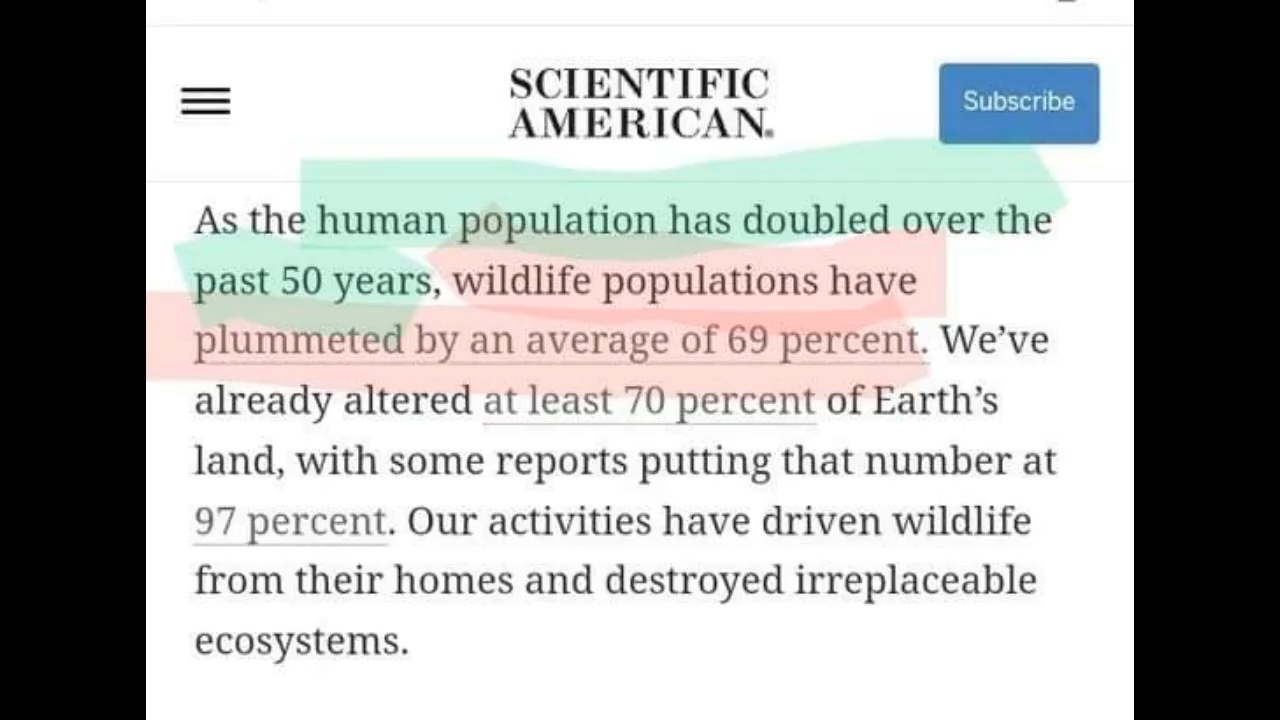 SCIENTIFIC
AMERICAN®
Subscribe
As the human population has doubled over the
past 50 years, wildlife populations have
plummeted by an average of 69 percent. We’ve
already altered at least 70 percent of Earth’s
land, with some reports putting that number at
97 percent. Our activities have driven wildlife
from their homes and destroyed irreplaceable
ecosystems.